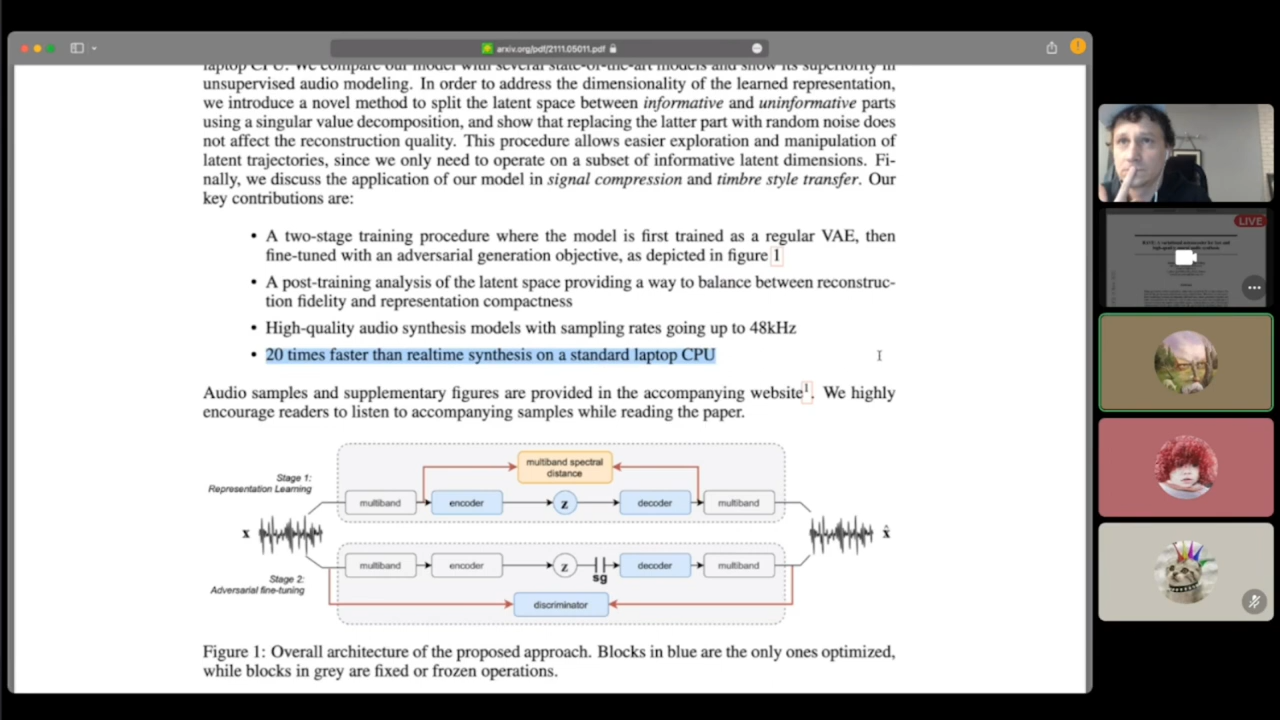 arxiv.org/pdf/2111.05011.pdf
laptop CPU. We compare our model with several state-of-the-art models and show its superiority in
unsupervised audio modeling. In order to address the dimensionality of the learned representation,
we introduce a novel method to split the latent space between informative and uninformative parts
using a singular value decomposition, and show that replacing the latter part with random noise does
not affect the reconstruction quality. This procedure allows easier exploration and manipulation of
latent trajectories, since we only need to operate on a subset of informative latent dimensions. Fi-
nally, we discuss the application of our model in signal compression and timbre style transfer. Our
key contributions are:
• A two-stage training procedure where the model is first trained as a regular VAE, then
fine-tuned with an adversarial generation objective, as depicted in figure 1
• A post-training analysis of the latent space providing a way to balance between reconstruc-
tion fidelity and representation compactness
• High-quality audio synthesis models with sampling rates going up to 48kHz
• 20 times faster than realtime synthesis on a standard laptop CPU
Audio samples and supplementary figures are provided in the accompanying website1. We highly
encourage readers to listen to accompanying samples while reading the paper.
Stage 1:
Representation Learning
multiband spectral
distance
multiband encoder z decoder multiband
x x̂
multiband encoder z sg decoder multiband
Stage 2:
Adversarial fine-tuning
discriminator
Figure 1: Overall architecture of the proposed approach. Blocks in blue are the only ones optimized,
while blocks in grey are fixed or frozen operations.
LIVE